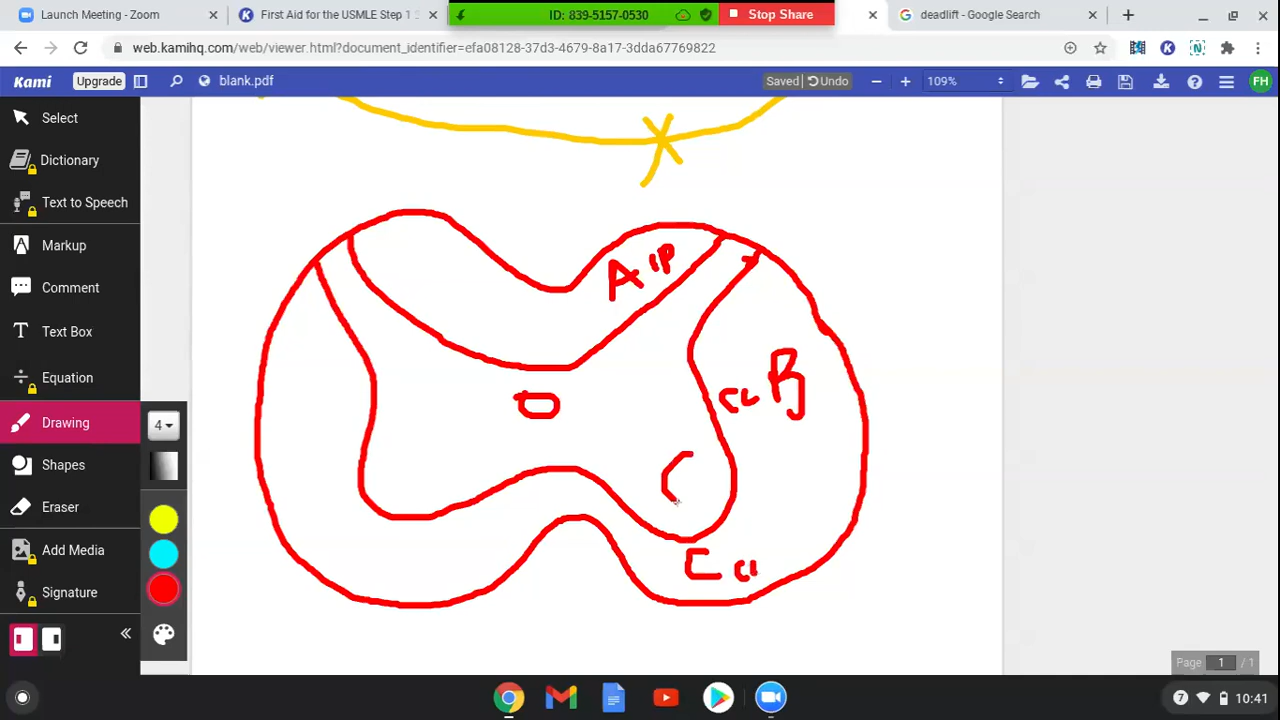 Launch Meeting - Zoom
First Aid for the USMLE Step 1
ID: 839-5157-0530
Stop Share
deadlift - Google Search
web.kamihq.com/web/viewer.html?document_identifier=efa08128-37d3-4679-8a17-3dda67769822
Kami
Upgrade
blank.pdf
Saved Undo
109%
FH
Select
Dictionary
Text to Speech
Markup
Comment
Text Box
Equation
Drawing
4
Shapes
Eraser
Add Media
Signature
A
Page 1 / 1
7 10:41